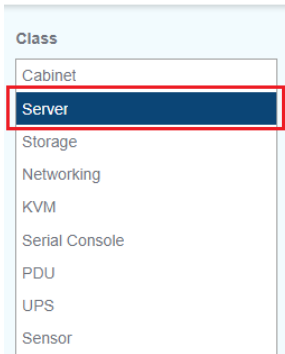 Class
Cabinet
Server
Storage
Networking
KVM
Serial Console
PDU
UPS
Sensor